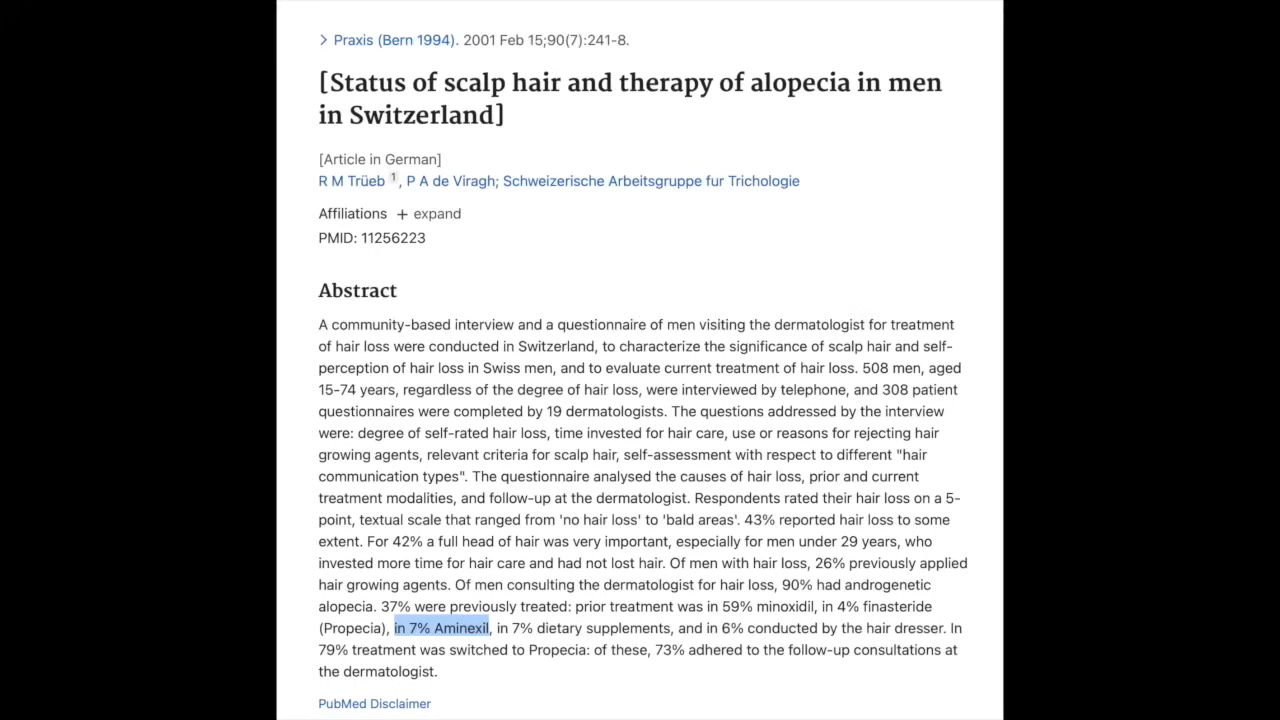 > Praxis (Bern 1994). 2001 Feb 15;90(7):241-8.
[Status of scalp hair and therapy of alopecia in men
in Switzerland]
[Article in German]
R M Trüeb 1, P A de Viragh; Schweizerische Arbeitsgruppe fur Trichologie
Affiliations + expand
PMID: 11256223
Abstract
A community-based interview and a questionnaire of men visiting the dermatologist for treatment
of hair loss were conducted in Switzerland, to characterize the significance of scalp hair and self-
perception of hair loss in Swiss men, and to evaluate current treatment of hair loss. 508 men, aged
15-74 years, regardless of the degree of hair loss, were interviewed by telephone, and 308 patient
questionnaires were completed by 19 dermatologists. The questions addressed by the interview
were: degree of self-rated hair loss, time invested for hair care, use or reasons for rejecting hair
growing agents, relevant criteria for scalp hair, self-assessment with respect to different "hair
communication types". The questionnaire analysed the causes of hair loss, prior and current
treatment modalities, and follow-up at the dermatologist. Respondents rated their hair loss on a 5-
point, textual scale that ranged from 'no hair loss' to 'bald areas'. 43% reported hair loss to some
extent. For 42% a full head of hair was very important, especially for men under 29 years, who
invested more time for hair care and had not lost hair. Of men with hair loss, 26% previously applied
hair growing agents. Of men consulting the dermatologist for hair loss, 90% had androgenetic
alopecia. 37% were previously treated: prior treatment was in 59% minoxidil, in 4% finasteride
(Propecia), in 7% Aminexil, in 7% dietary supplements, and in 6% conducted by the hair dresser. In
79% treatment was switched to Propecia: of these, 73% adhered to the follow-up consultations at
the dermatologist.
PubMed Disclaimer